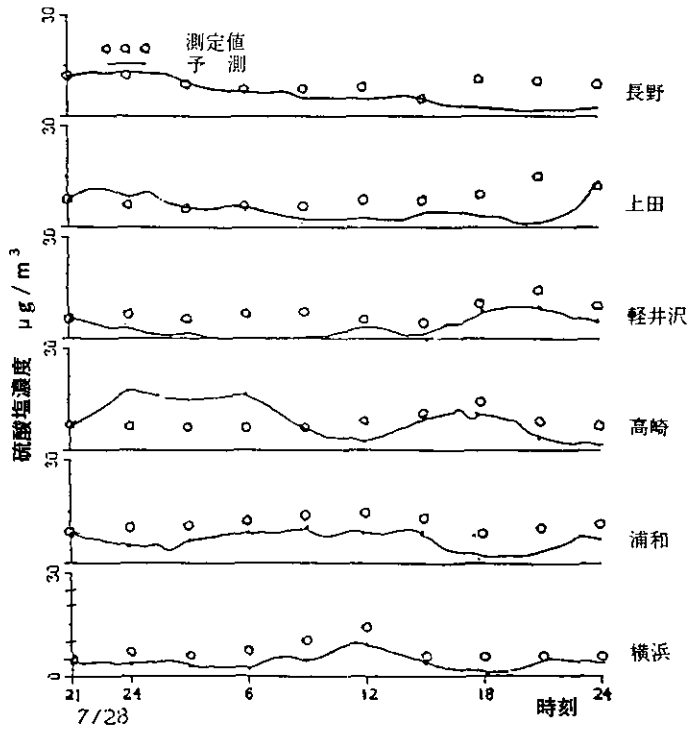 30
測定値
予 測
長野
30
上田
30
軽井沢
30
高崎
30
浦和
30
横浜
0
硫酸塩濃度 μg/m³
21 24 6 12 18 24
7/28
時刻